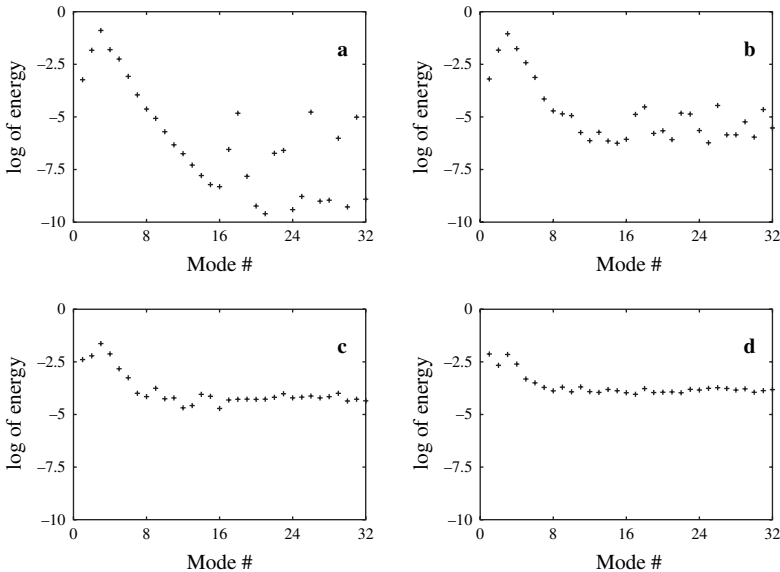 0
−2.5
−5
−7.5
−10
log of energy
a
0 8 16 24 32
Mode #
0
−2.5
−5
−7.5
−10
log of energy
b
0 8 16 24 32
Mode #
0
−2.5
−5
−7.5
−10
log of energy
c
0 8 16 24 32
Mode #
0
−2.5
−5
−7.5
−10
log of energy
d
0 8 16 24 32
Mode #